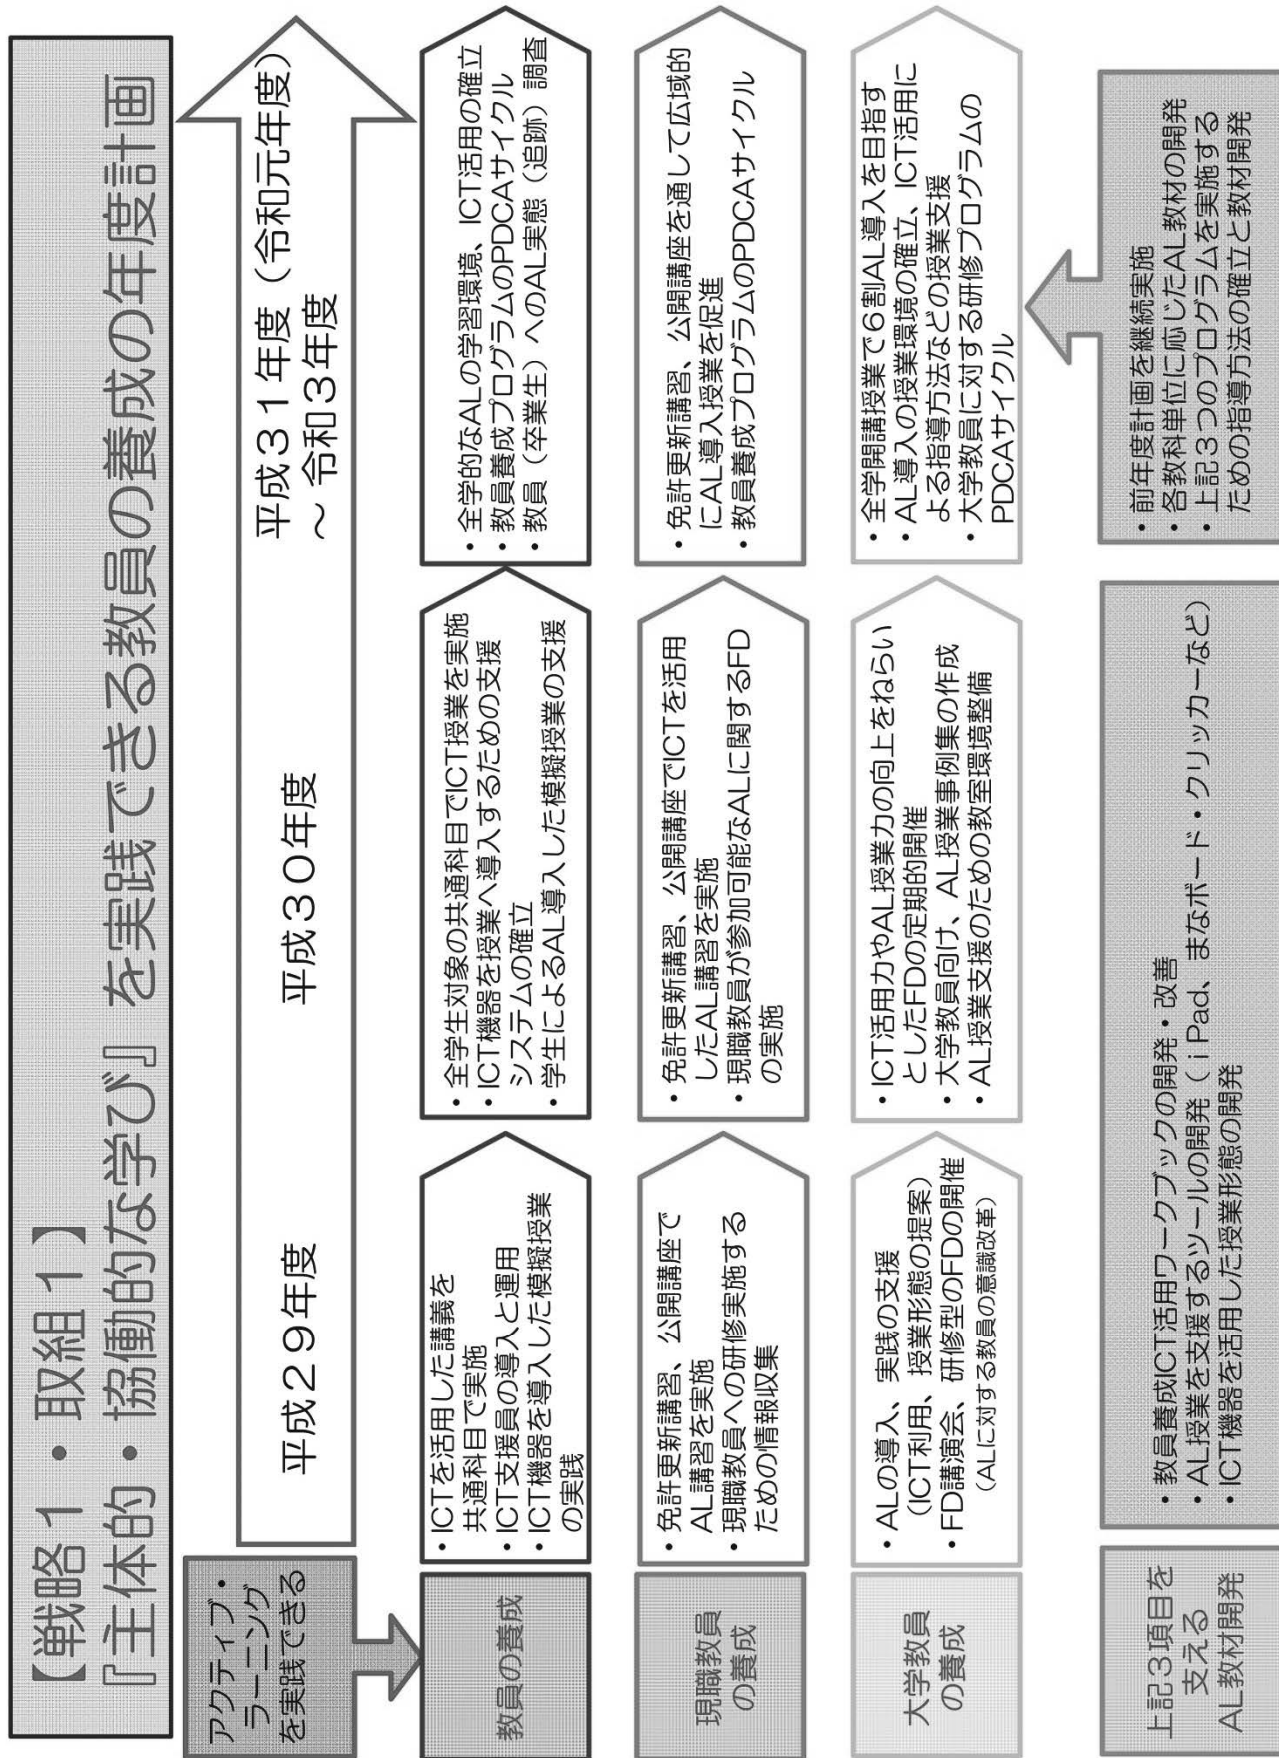 【戦略1・取組1】
『主体的・協働的な学び』を実践できる教員の養成の年度計画
平成29年度
平成30年度
平成31年度（令和元年度）
～令和3年度
アクティブ・
ラーニング
を実践できる
教員の養成
・ICTを活用した講義を
共通科目で実施
・ICT支援員の導入と運用
・ICT機器を導入した模擬授業
の実践
・全学生対象の共通科目でICT授業を実施
・ICT機器を授業へ導入するための支援
システムの確立
・学生によるAL導入した模擬授業の支援
・全学的なALの学習環境、ICT活用の確立
・教員養成プログラムのPDCAサイクル
・教員（卒業生）へのAL実態（追跡）調査
現職教員
の養成
・免許更新講習、公開講座で
AL講習を実施
・現職教員への研修実施する
ための情報収集
・免許更新講習、公開講座でICTを活用
したAL講習を実施
・現職教員が参加可能なALに関するFD
の実施
・免許更新講習、公開講座を通して広域的
にAL導入授業を促進
・教員養成プログラムのPDCAサイクル
大学教員
の養成
・ALの導入、実践の支援
（ICT利用、授業形態の提案）
・FD講演会、研修型のFDの開催
（ALに対する教員の意識改革）
・ICT活用力やAL授業力の向上をねらい
としたFDの定期的開催
・大学教員向け、AL授業事例集の作成
・AL授業支援のための教室環境整備
・全学開講授業で6割AL導入を目指す
・AL導入の授業環境の確立、ICT活用に
よる指導方法などの授業支援
・大学教員に対する研修プログラムの
PDCAサイクル
上記3項目を
支える
AL教材開発
・教員養成ICT活用ワークブックの開発・改善
・AL授業を支援するツールの開発（iPad、まなボード・クリッカーなど）
・ICT機器を活用した授業形態の開発
・前年度計画を継続実施
・各教科単位に応じたAL教材の開発
・上記3つのプログラムを実施する
ための指導方法の確立と教材開発